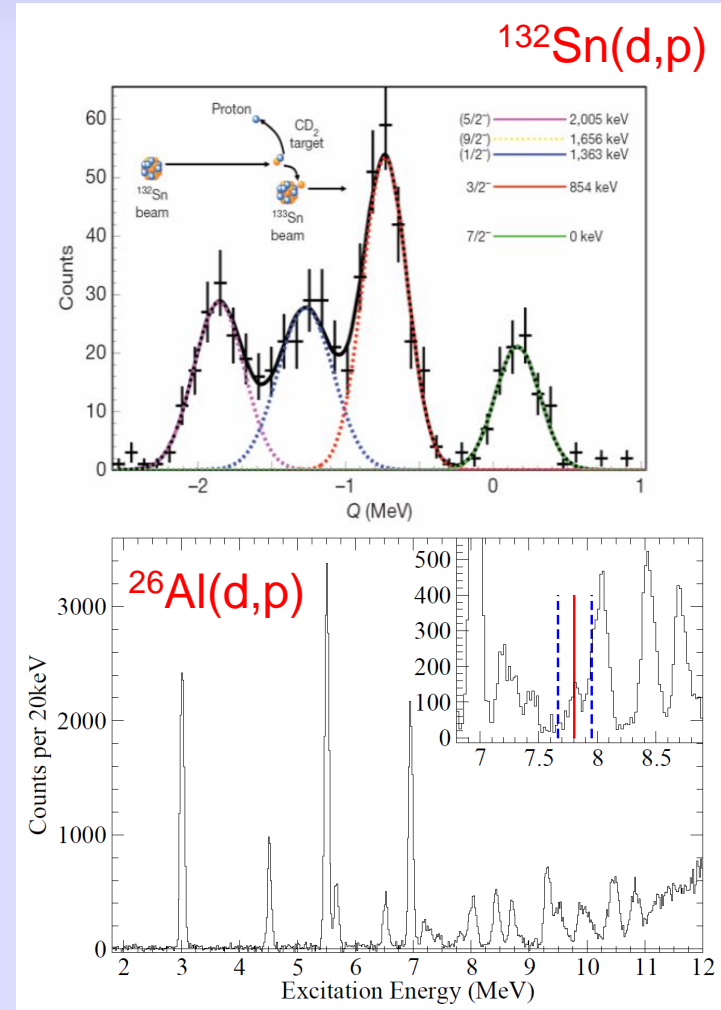 ¹³²Sn(d,p)
Proton
CD₂
target
¹³²Sn
beam
¹³³Sn
beam
(5/2⁻) 2,005 keV
(9/2⁻) 1,656 keV
(1/2⁻) 1,363 keV
3/2⁻ 854 keV
7/2⁻ 0 keV
Counts
60
50
40
30
20
10
0
−2 −1 0 1
Q (MeV)
²⁶Al(d,p)
Counts per 20keV
3000
2000
1000
0
500
400
300
200
100
0
7 7.5 8 8.5
2 3 4 5 6 7 8 9 10 11 12
Excitation Energy (MeV)